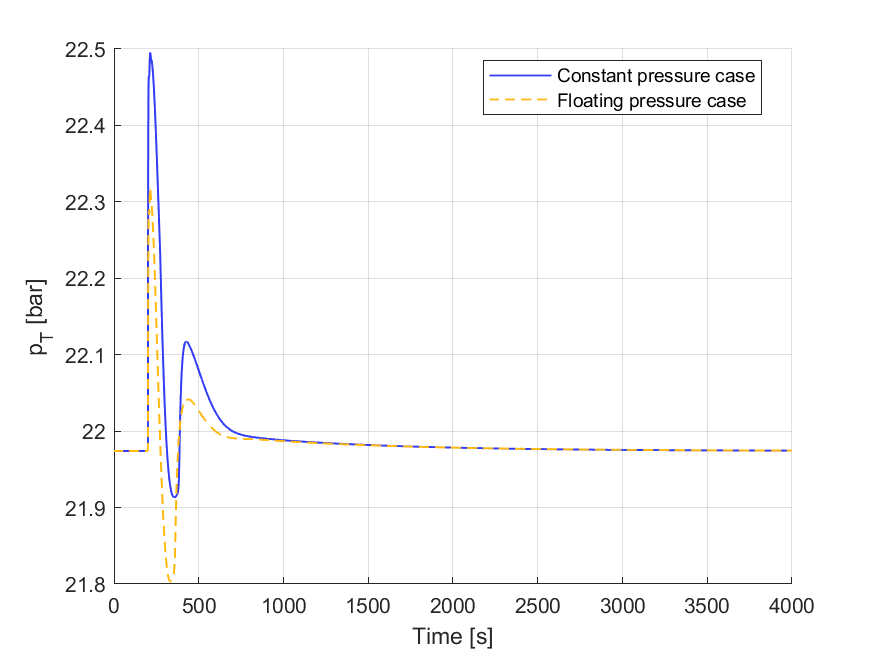 22.5
22.4
22.3
22.2
22.1
22
21.9
21.8
p_T [bar]
Constant pressure case
Floating pressure case
0 500 1000 1500 2000 2500 3000 3500 4000
Time [s]